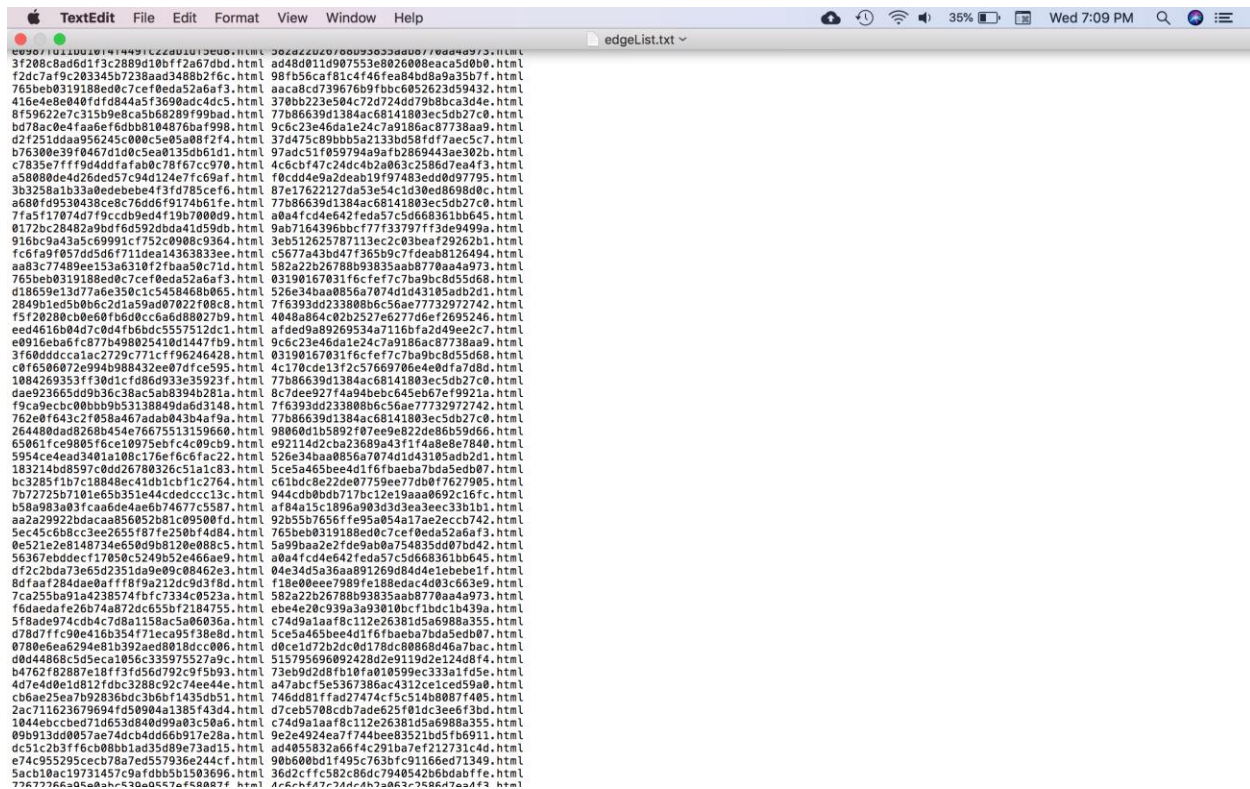 TextEdit File Edit Format View Window Help 35% Wed 7:09 PM
edgeList.txt
3f208c8ad6d1f3c2889d10bff2a67dbd.html ad48d011d907553e8026008eaca5d0b0.html
f2dc7af9c203345b7238aad3488b2f6c.html 98fb56caf81c4f46fea84bd8a9a35b7f.html
765beb0319188ed0c7cef0eda52a6af3.html aaca8cd739676b9fbbc6052623d59432.html
416e4e8e040fdfd844a5f3690adc4dc5.html 370bb223e504c72d724dd79b8bca3d4e.html
8f59622e7c315b9e8ca5b68289f99bad.html 77b86639d1384ac68141803ec5db27c0.html
bd78ac0e4faa6ef6dbb8104876baf998.html 9c6c23e46da1e24c7a9186ac87738aa9.html
d2f251ddaa956245c000c5e05a08f2f4.html 37d475c89bbb5a2133bd58fdf7aec5c7.html
b76300e39f0467d1d0c5ea0135db61d1.html 97adc51f059794a9afb2869443ae302b.html
c7835e7fff9d4ddfafab0c78f67cc970.html 4c6cbf47c24dc4b2a063c2586d7ea4f3.html
a58080de4d26ded57c94d124e7fc69af.html f0cdd4e9a2deab19f97483edd0d97795.html
3b3258a1b33a0edebebe4f3fd785cef6.html 87e17622127da53e54c1d30ed8698d0c.html
a680fd9530438ce8c76dd6f9174b61fe.html 77b86639d1384ac68141803ec5db27c0.html
7fa5f17074d7f9ccdb9ed4f19b7000d9.html a0a4fcd4e642feda57c5d668361bb645.html
0172bc28482a9bdf6d592dbda41d59db.html 9ab7164396bbcf77f33797ff3de9499a.html
916bc9a43a5c69991cf752c0908c9364.html 3eb512625787113ec2c03beaf29262b1.html
fc6fa9f057dd5d6f711dea14363833ee.html c5677a43bd47f365b9c7fdeab8126494.html
aa83c77489ee153a6310f2fbaa50c71d.html 582a22b26788b93835aab8770aa4a973.html
765beb0319188ed0c7cef0eda52a6af3.html 03190167031f6cfef7c7ba9bc8d55d68.html
d18659e13d77a6e350c1c5458468b065.html 526e34baa0856a7074d1d43105adb2d1.html
2849b1ed5b0b6c2d1a59ad07022f08c8.html 7f6393dd233808b6c56ae77732972742.html
f5f20280cb0e60fb6d0cc6a6d88027b9.html 4048a864c02b2527e6277d6ef2695246.html
eed4616b04d7c0d4fb6bdc5557512dc1.html afded9a89269534a7116bfa2d49ee2c7.html
e0916eba6fc877b498025410d1447fb9.html 9c6c23e46da1e24c7a9186ac87738aa9.html
3f60dddcca1ac2729c771cff96246428.html 03190167031f6cfef7c7ba9bc8d55d68.html
c0f6506072e994b988432ee07dfce595.html 4c170cde13f2c57669706e4e0dfa7d8d.html
1084269353ff30d1cfd86d933e35923f.html 77b86639d1384ac68141803ec5db27c0.html
dae923665dd9b36c38ac5ab8394b281a.html 8c7dee927f4a94bebc645eb67ef9921a.html
f9ca9ecbc00bbb9b53138849da6d3148.html 7f6393dd233808b6c56ae77732972742.html
762e0f643c2f058a467adab043b4af9a.html 77b86639d1384ac68141803ec5db27c0.html
264480dad8268b454e76675513159660.html 98060d1b5892f07ee9e822de86b59d66.html
65061fce9805f6ce10975ebfc4c09cb9.html e92114d2cba23689a43f1f4a8e8e7840.html
5954ce4ead3401a108c176ef6c6fac22.html 526e34baa0856a7074d1d43105adb2d1.html
183214bd8597c0dd26780326c51a1c83.html 5ce5a465bee4d1f6fbaeba7bda5edb07.html
bc3285f1b7c18848ec41db1cbf1c2764.html c61bdc8e22de07759ee77db0f7627905.html
7b72725b7101e65b351e44cdedccc13c.html 944cdb0bdb717bc12e19aaa0692c16fc.html
b58a983a03fcaa6de4ae6b74677c5587.html af84a15c1896a903d3d3ea3eec33b1b1.html
aa2a29922bdacaa856052b81c09500fd.html 92b55b7656ffe95a054a17ae2eccb742.html
5ec45c6b8cc3ee2655f87fe250bf4d84.html 765beb0319188ed0c7cef0eda52a6af3.html
0e521e2e8148734e650d9b8120e088c5.html 5a99baa2e2fde9ab0a754835dd07bd42.html
56367ebddecf17050c5249b52e466ae9.html a0a4fcd4e642feda57c5d668361bb645.html
df2c2bda73e65d2351da9e09c08462e3.html 04e34d5a36aa891269d84d4e1ebebe1f.html
8dfaaf284dae0afff8f9a212dc9d3f8d.html f18e00eee7989fe188edac4d03c663e9.html
7ca255ba91a4238574fbfc7334c0523a.html 582a22b26788b93835aab8770aa4a973.html
f6daedafe26b74a872dc655bf2184755.html ebe4e20c939a3a93010bcf1bdc1b439a.html
5f8ade974cdb4c7d8a1158ac5a06036a.html c74d9a1aaf8c112e26381d5a6988a355.html
d78d7ffc90e416b354f71eca95f38e8d.html 5ce5a465bee4d1f6fbaeba7bda5edb07.html
0780e6ea6294e81b392aed8018dcc006.html d0ce1d72b2dc0d178dc80868d46a7bac.html
d0d44868c5d5eca1056c335975527a9c.html 515795696092428d2e9119d2e124d8f4.html
b4762f82887e18ff3fd56d792c9f5b93.html 73eb9d2d8fb10fa010599ec333a1fd5e.html
4d7e4d0e1d812fdbc3288c92c74ee44e.html a47abcf5e5367386ac4312ce1ced59a0.html
cb6ae25ea7b92836bdc3b6bf1435db51.html 746dd81ffad27474cf5c514b8087f405.html
2ac711623679694fd50904a1385f43d4.html d7ceb5708cdb7ade625f01dc3ee6f3bd.html
1044ebccbed71d653d840d99a03c50a6.html c74d9a1aaf8c112e26381d5a6988a355.html
09b913dd0057ae74dcb4dd66b917e28a.html 9e2e4924ea7f744bee83521bd5fb6911.html
dc51c2b3ff6cb08bb1ad35d89e73ad15.html ad4055832a66f4c291ba7ef212731c4d.html
e74c955295cecb78a7ed557936e244cf.html 90b600bd1f495c763bfc91166ed71349.html
5acb10ac19731457c9afdbb5b1503696.html 36d2cffc582c86dc7940542b6bdabffe.html